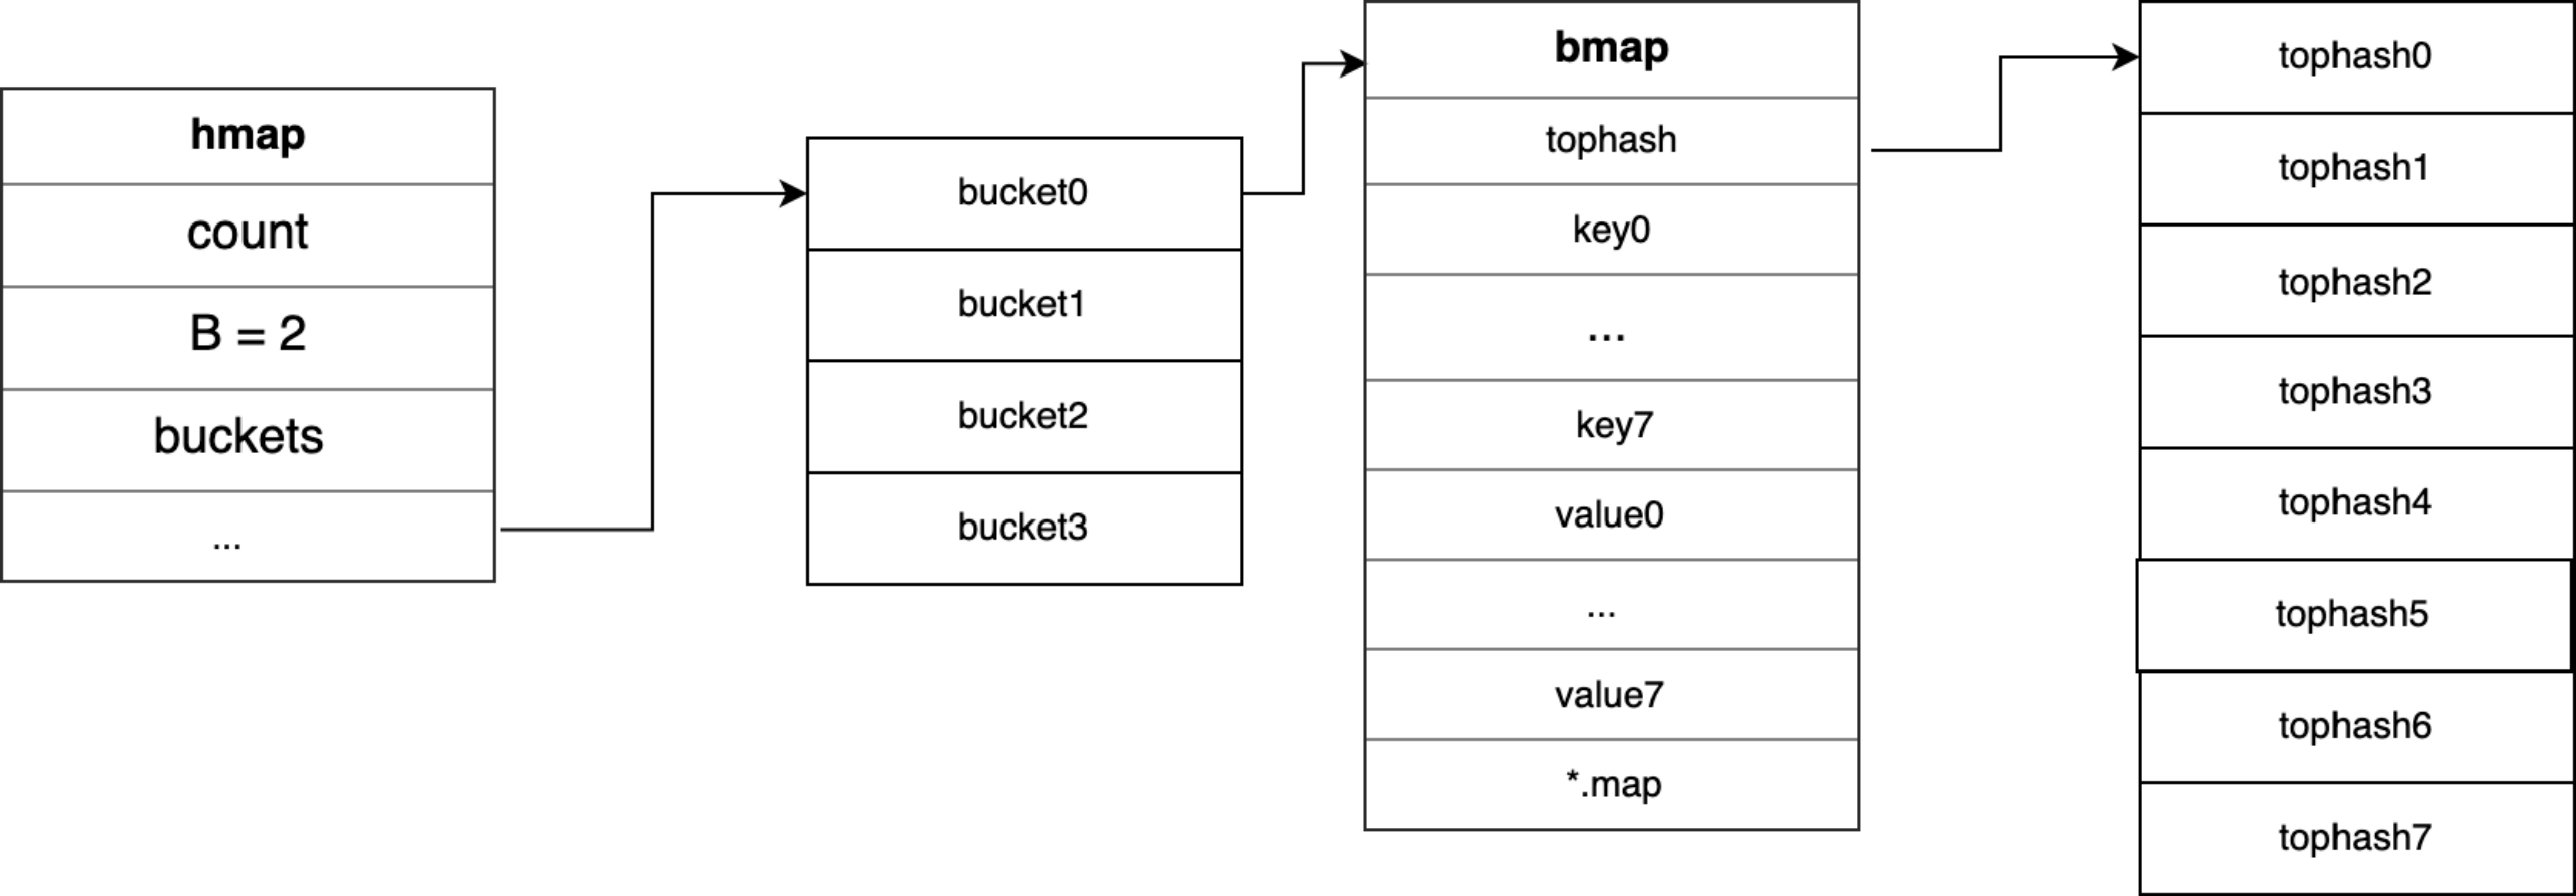 hmap
count
B = 2
buckets
...
bucket0
bucket1
bucket2
bucket3
bmap
tophash
key0
...
key7
value0
...
value7
*.map
tophash0
tophash1
tophash2
tophash3
tophash4
tophash5
tophash6
tophash7